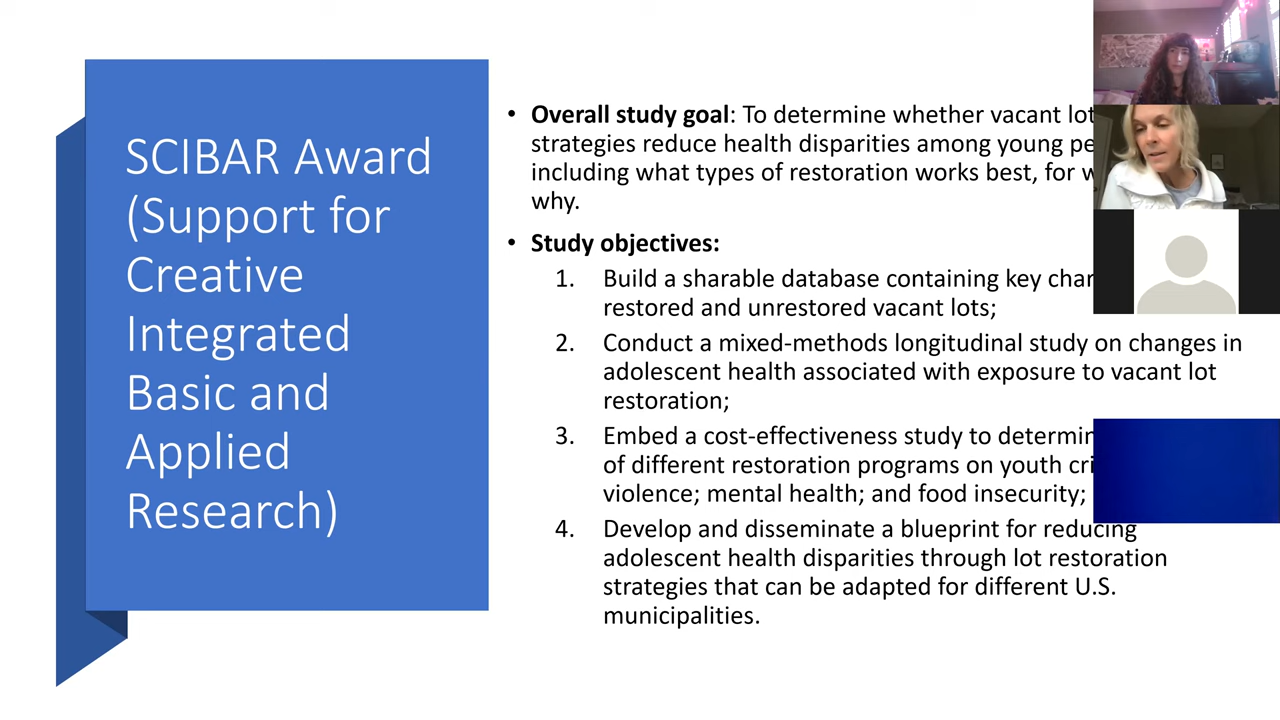 SCIBAR Award
(Support for
Creative
Integrated
Basic and
Applied
Research)
• Overall study goal: To determine whether vacant lot
strategies reduce health disparities among young
including what types of restoration works best, for
why.
• Study objectives:
1. Build a sharable database containing key
restored and unrestored vacant lots;
2. Conduct a mixed-methods longitudinal study on changes in
adolescent health associated with exposure to vacant lot
restoration;
3. Embed a cost-effectiveness study to
of different restoration programs on youth
violence; mental health; and food insecurity;
4. Develop and disseminate a blueprint for reducing
adolescent health disparities through lot restoration
strategies that can be adapted for different U.S.
municipalities.